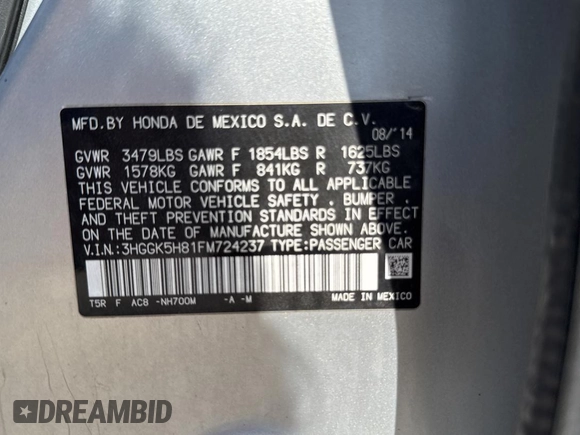 MFD.BY HONDA DE MEXICO S.A. DE C.V.
08/'14
GVWR 3479LBS GAWR F 1854LBS R 1625LBS
GVWR 1578KG GAWR F 841KG R 737KG
THIS VEHICLE CONFORMS TO ALL APPLICABLE
FEDERAL MOTOR VEHICLE SAFETY , BUMPER ,
AND THEFT PREVENTION STANDARDS IN EFFECT
ON THE DATE OF MANUFACTURE SHOWN ABOVE.
V.I.N.:3HGGK5H81FM724237 TYPE:PASSENGER CAR
T5R F AC8 -NH700M -A -M MADE IN MEXICO
DREAMBID